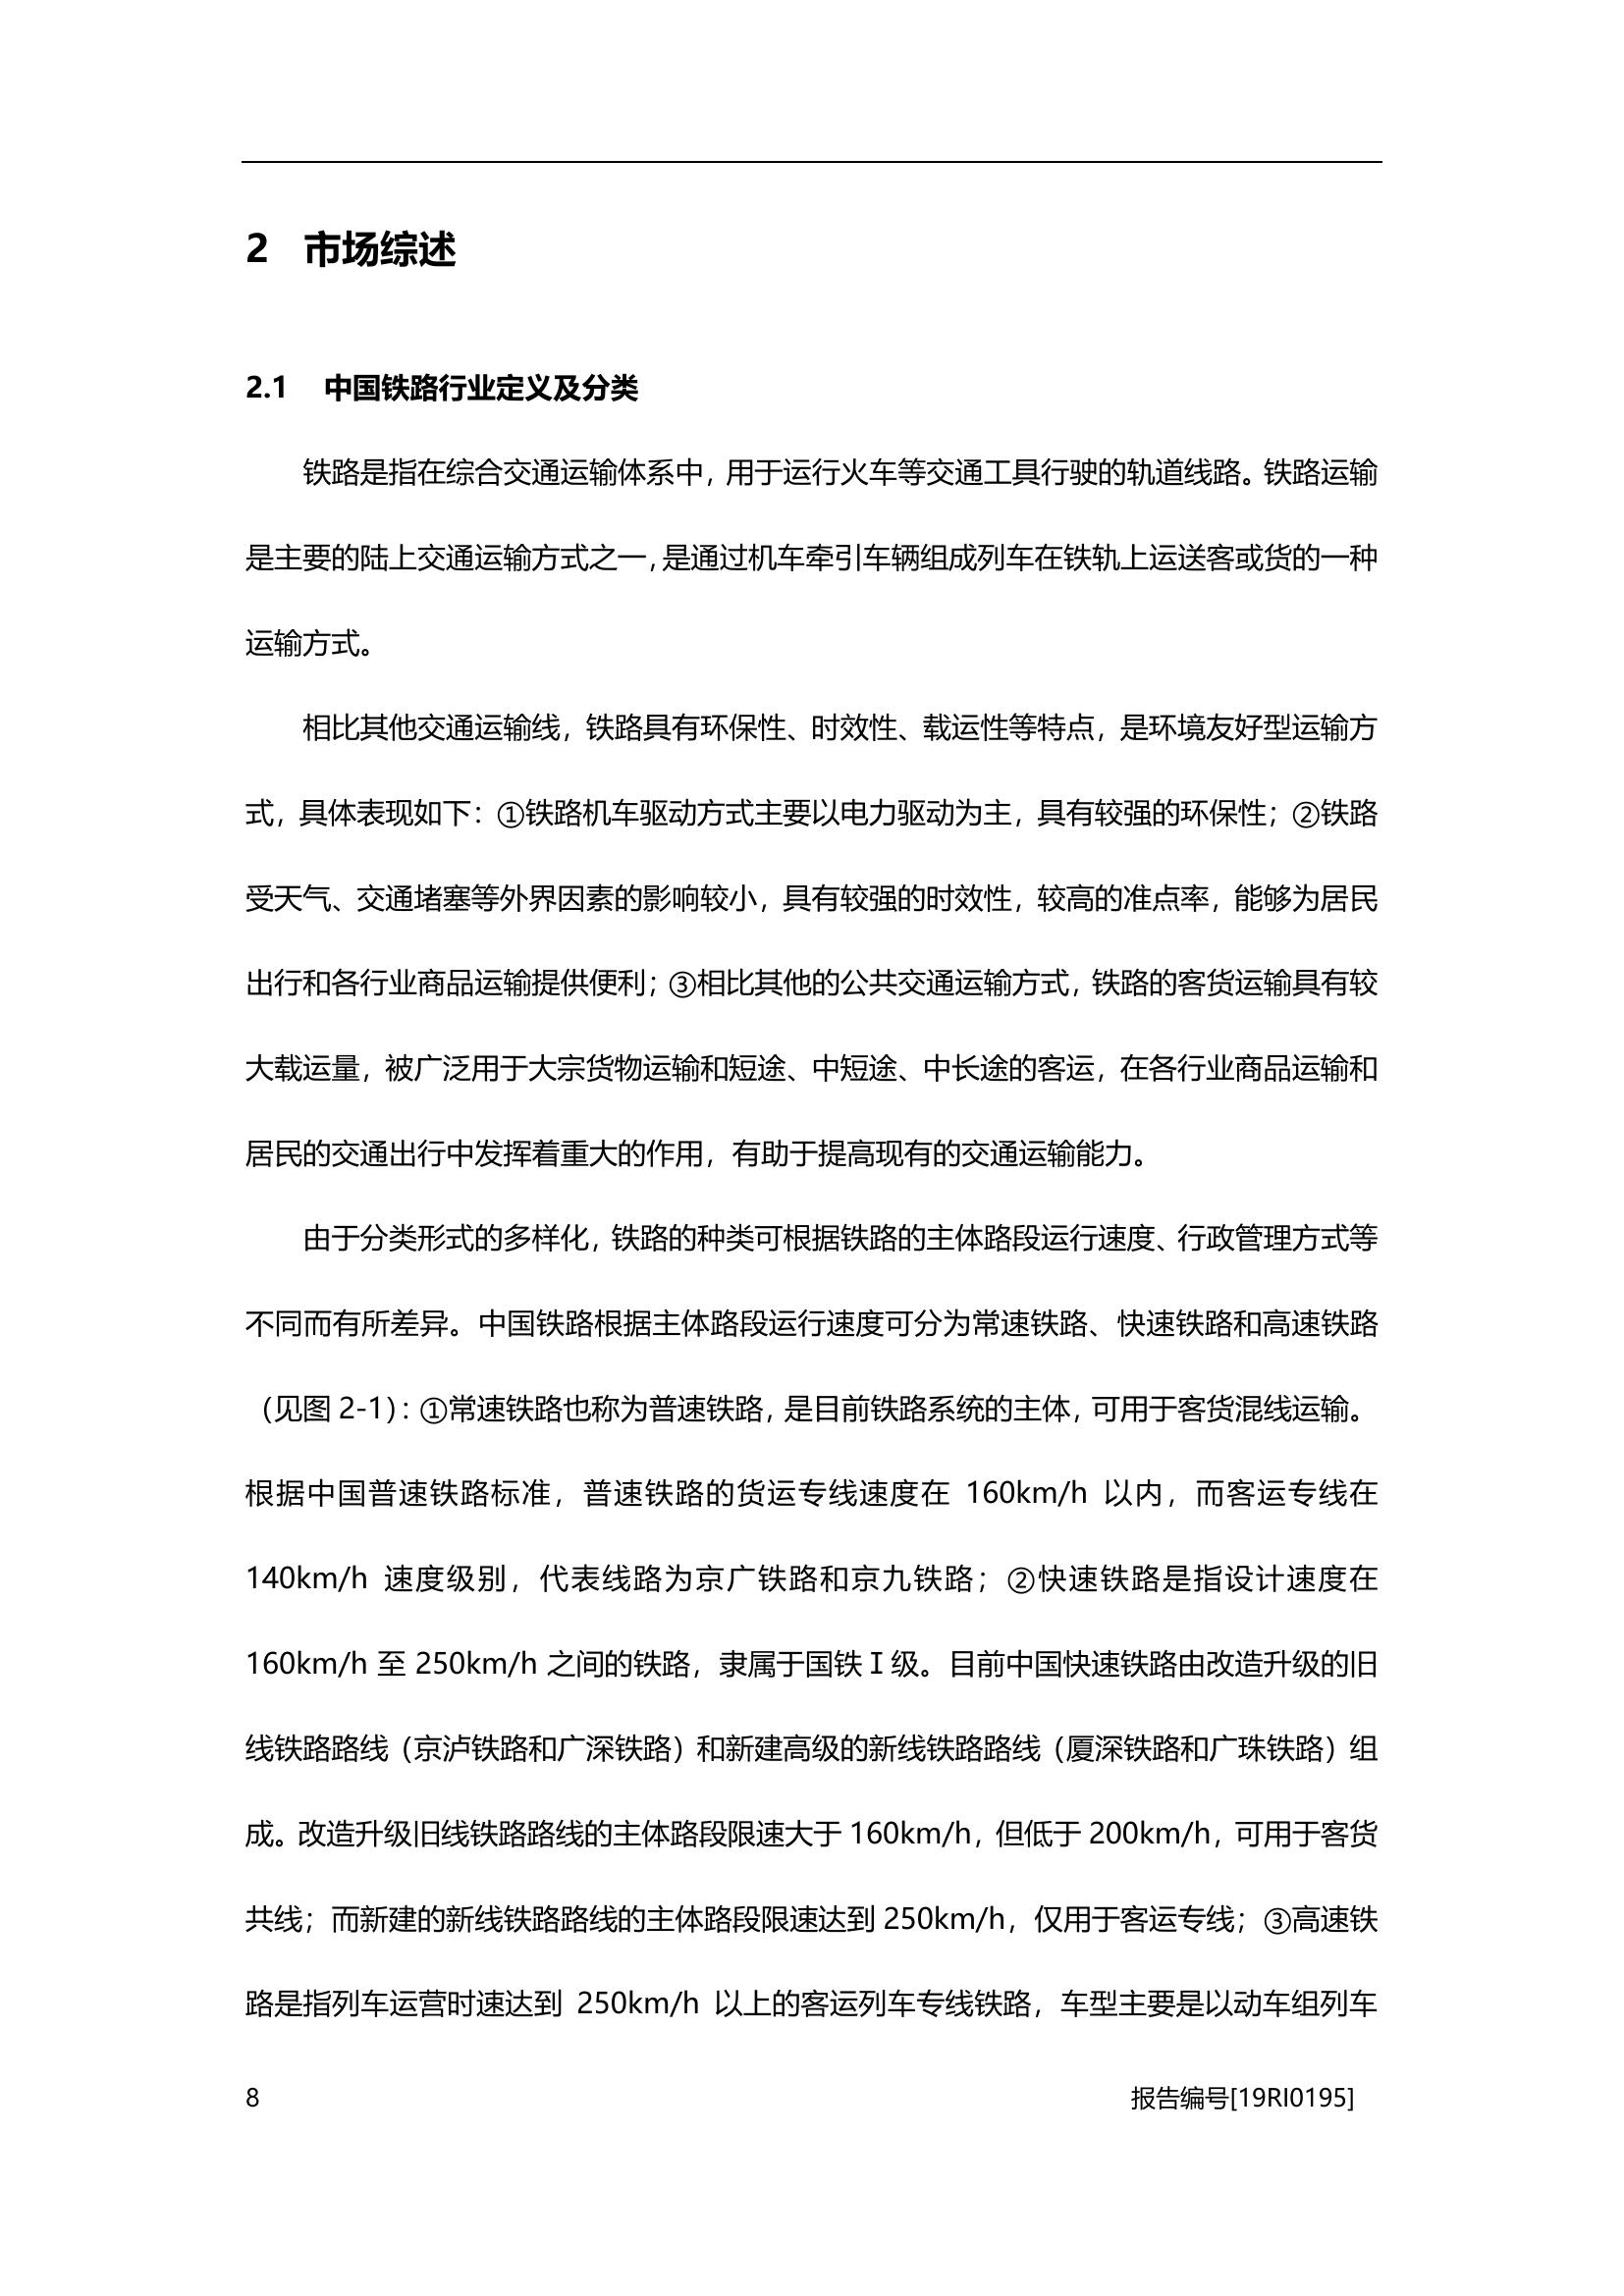 2 市场综述
2.1 中国铁路行业定义及分类
铁路是指在综合交通运输体系中，用于运行火车等交通工具行驶的轨道线路。铁路运输
是主要的陆上交通运输方式之一，是通过机车牵引车辆组成列车在铁轨上运送客或货的一种
运输方式。
相比其他交通运输线，铁路具有环保性、时效性、载运性等特点，是环境友好型运输方
式，具体表现如下：①铁路机车驱动方式主要以电力驱动为主，具有较强的环保性；②铁路
受天气、交通堵塞等外界因素的影响较小，具有较强的时效性，较高的准点率，能够为居民
出行和各行业商品运输提供便利；③相比其他的公共交通运输方式，铁路的客货运输具有较
大载运量，被广泛用于大宗货物运输和短途、中短途、中长途的客运，在各行业商品运输和
居民的交通出行中发挥着重大的作用，有助于提高现有的交通运输能力。
由于分类形式的多样化，铁路的种类可根据铁路的主体路段运行速度、行政管理方式等
不同而有所差异。中国铁路根据主体路段运行速度可分为常速铁路、快速铁路和高速铁路
（见图 2-1）：①常速铁路也称为普速铁路，是目前铁路系统的主体，可用于客货混线运输。
根据中国普速铁路标准，普速铁路的货运专线速度在 160km/h 以内，而客运专线在
140km/h 速度级别，代表线路为京广铁路和京九铁路；②快速铁路是指设计速度在
160km/h 至 250km/h 之间的铁路，隶属于国铁 I 级。目前中国快速铁路由改造升级的旧
线铁路路线（京泸铁路和广深铁路）和新建高级的新线铁路路线（厦深铁路和广珠铁路）组
成。改造升级旧线铁路路线的主体路段限速大于 160km/h，但低于 200km/h，可用于客货
共线；而新建的新线铁路路线的主体路段限速达到 250km/h，仅用于客运专线；③高速铁
路是指列车运营时速达到 250km/h 以上的客运列车专线铁路，车型主要是以动车组列车
8 报告编号[19RI0195]